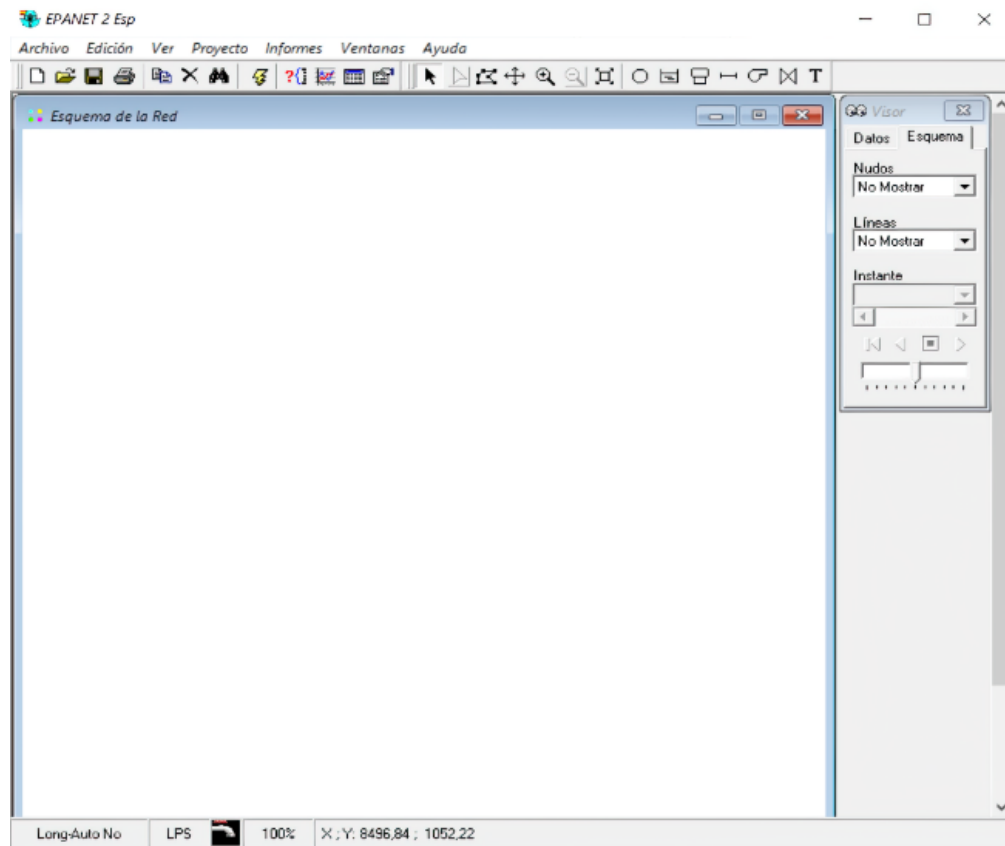 EPANET 2 Esp
Archivo Edición Ver Proyecto Informes Ventanas Ayuda
T
Esquema de la Red
Visor
Datos Esquema
Nudos
No Mostrar
Líneas
No Mostrar
Instante
Long-Auto No LPS 100% X ; Y: 8496,84 ; 1052,22